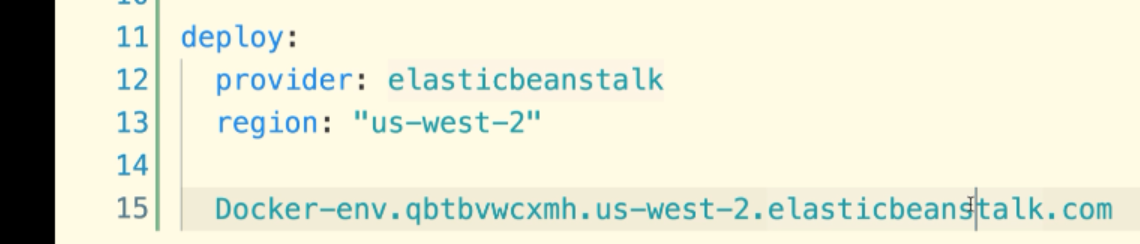 11 deploy:
12 provider: elasticbeanstalk
13 region: "us-west-2"
14
15 Docker-env.qbtbvwcxmh.us-west-2.elasticbeanstalk.com